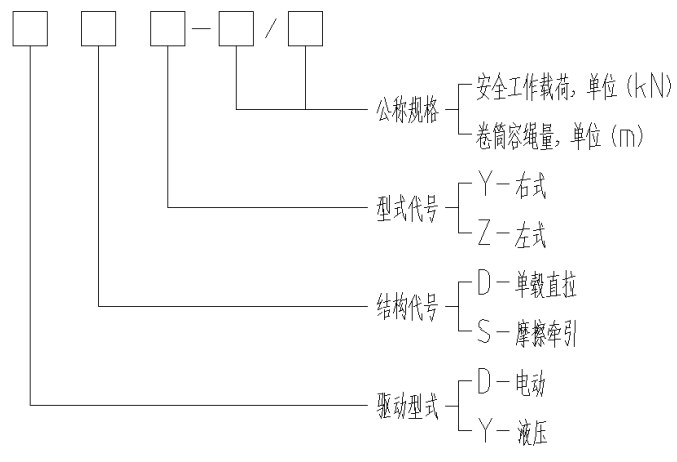 — /
公称规格
安全工作载荷，单位（kN）
卷筒容绳量，单位（m）
型式代号
Y — 右式
Z — 左式
结构代号
D — 单毂直拉
S — 摩擦牵引
驱动型式
D — 电动
Y — 液压